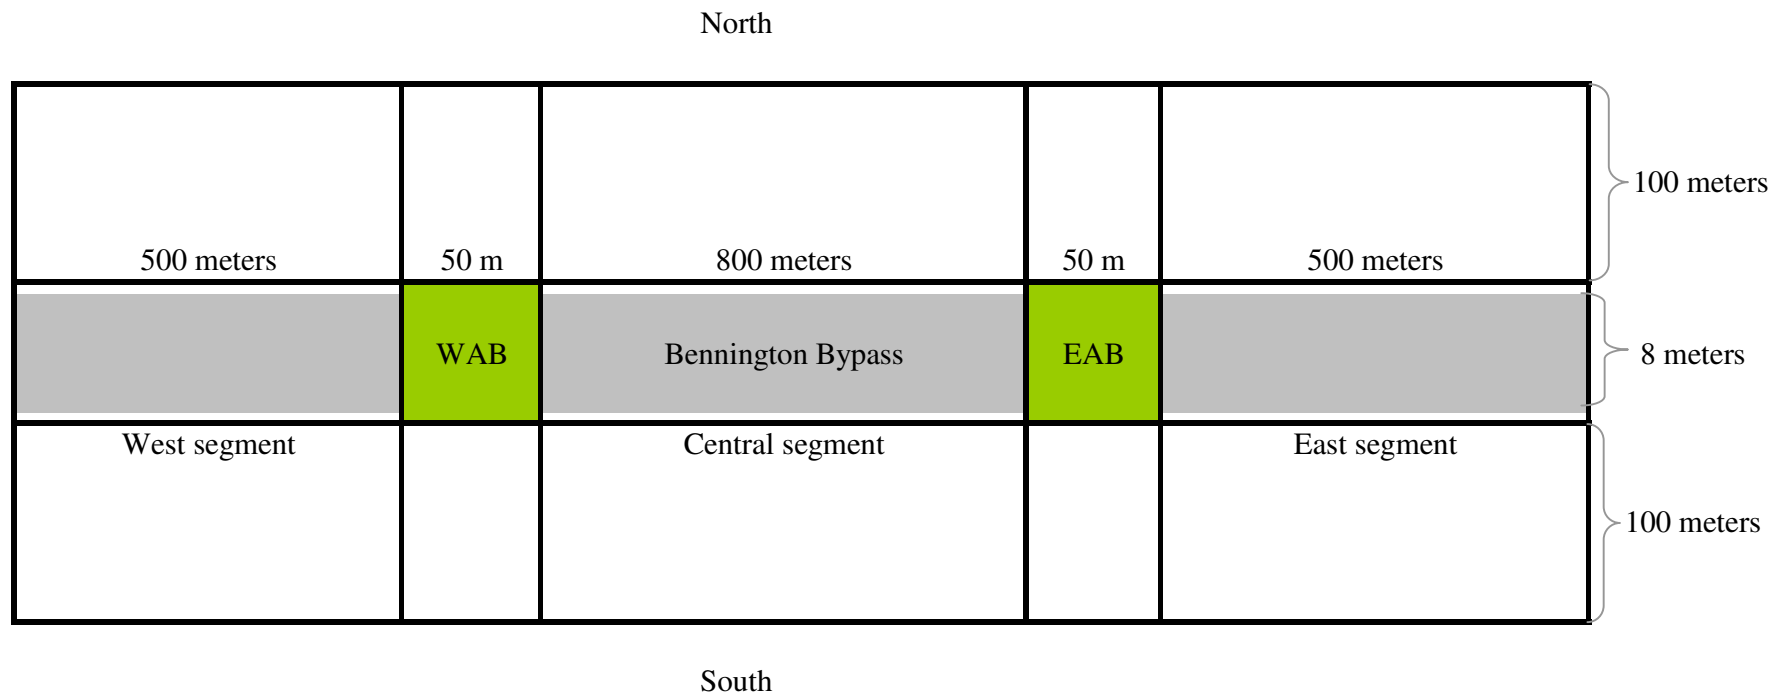 North
100 meters
500 meters
50 m
800 meters
50 m
500 meters
WAB
Bennington Bypass
EAB
8 meters
West segment
Central segment
East segment
100 meters
South